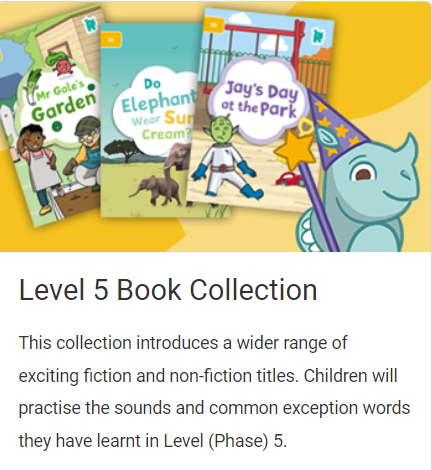 Mr Gale's
Garden
Do
Elephant
Wear Sun
Cream?
Jay's Day
at the Park
Level 5 Book Collection
This collection introduces a wider range of
exciting fiction and non-fiction titles. Children will
practise the sounds and common exception words
they have learnt in Level (Phase) 5.